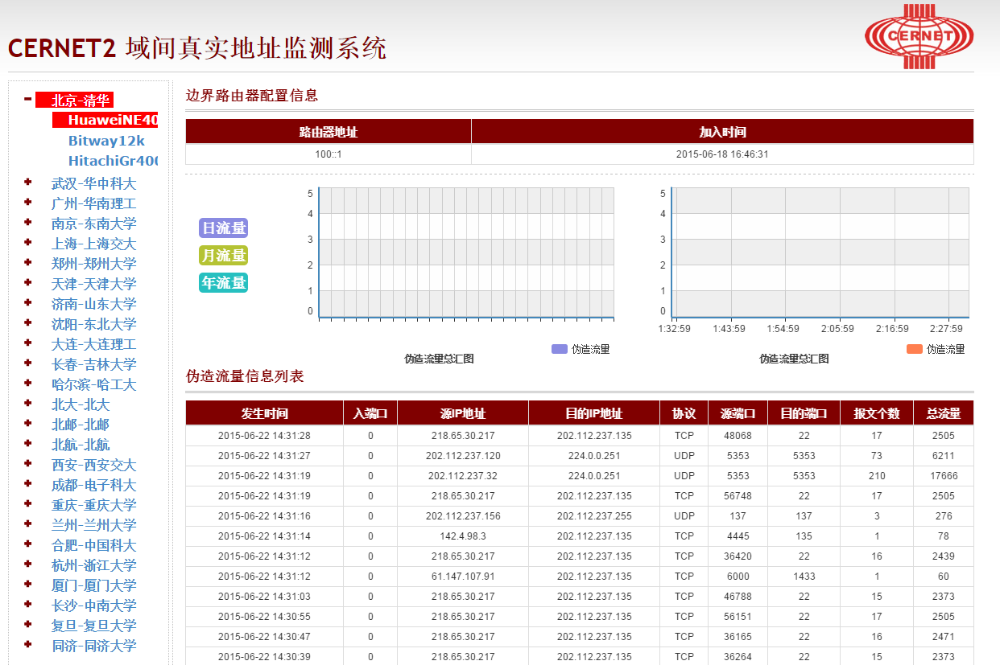 CERNET2 域间真实地址监测系统
CERNET
北京-清华
HuaweiNE40
Bitway12k
HitachiGr400
武汉-华中科大
广州-华南理工
南京-东南大学
上海-上海交大
郑州-郑州大学
天津-天津大学
济南-山东大学
沈阳-东北大学
大连-大连理工
长春-吉林大学
哈尔滨-哈工大
北大-北大
北邮-北邮
北航-北航
西安-西安交大
成都-电子科大
重庆-重庆大学
兰州-兰州大学
合肥-中国科大
杭州-浙江大学
厦门-厦门大学
长沙-中南大学
复旦-复旦大学
同济-同济大学
边界路由器配置信息
路由器地址 加入时间
100::1 2015-06-18 16:46:31
日流量
月流量
年流量
5
4
3
2
1
0
伪造流量
伪造流量总汇图
5
4
3
2
1
0
1:32:59 1:43:59 1:54:59 2:05:59 2:16:59 2:27:59
伪造流量
伪造流量总汇图
伪造流量信息列表
发生时间 入端口 源IP地址 目的IP地址 协议 源端口 目的端口 报文个数 总流量
2015-06-22 14:31:28 0 218.65.30.217 202.112.237.135 TCP 48068 22 17 2505
2015-06-22 14:31:27 0 202.112.237.120 224.0.0.251 UDP 5353 5353 73 6211
2015-06-22 14:31:19 0 202.112.237.32 224.0.0.251 UDP 5353 5353 210 17666
2015-06-22 14:31:19 0 218.65.30.217 202.112.237.135 TCP 56748 22 17 2505
2015-06-22 14:31:16 0 202.112.237.156 202.112.237.255 UDP 137 137 3 276
2015-06-22 14:31:14 0 142.4.98.3 202.112.237.135 TCP 4445 135 1 78
2015-06-22 14:31:12 0 218.65.30.217 202.112.237.135 TCP 36420 22 16 2439
2015-06-22 14:31:12 0 61.147.107.91 202.112.237.135 TCP 6000 1433 1 60
2015-06-22 14:31:03 0 218.65.30.217 202.112.237.135 TCP 46788 22 15 2373
2015-06-22 14:30:55 0 218.65.30.217 202.112.237.135 TCP 56151 22 17 2505
2015-06-22 14:30:47 0 218.65.30.217 202.112.237.135 TCP 36165 22 16 2471
2015-06-22 14:30:39 0 218.65.30.217 202.112.237.135 TCP 36264 22 15 2373